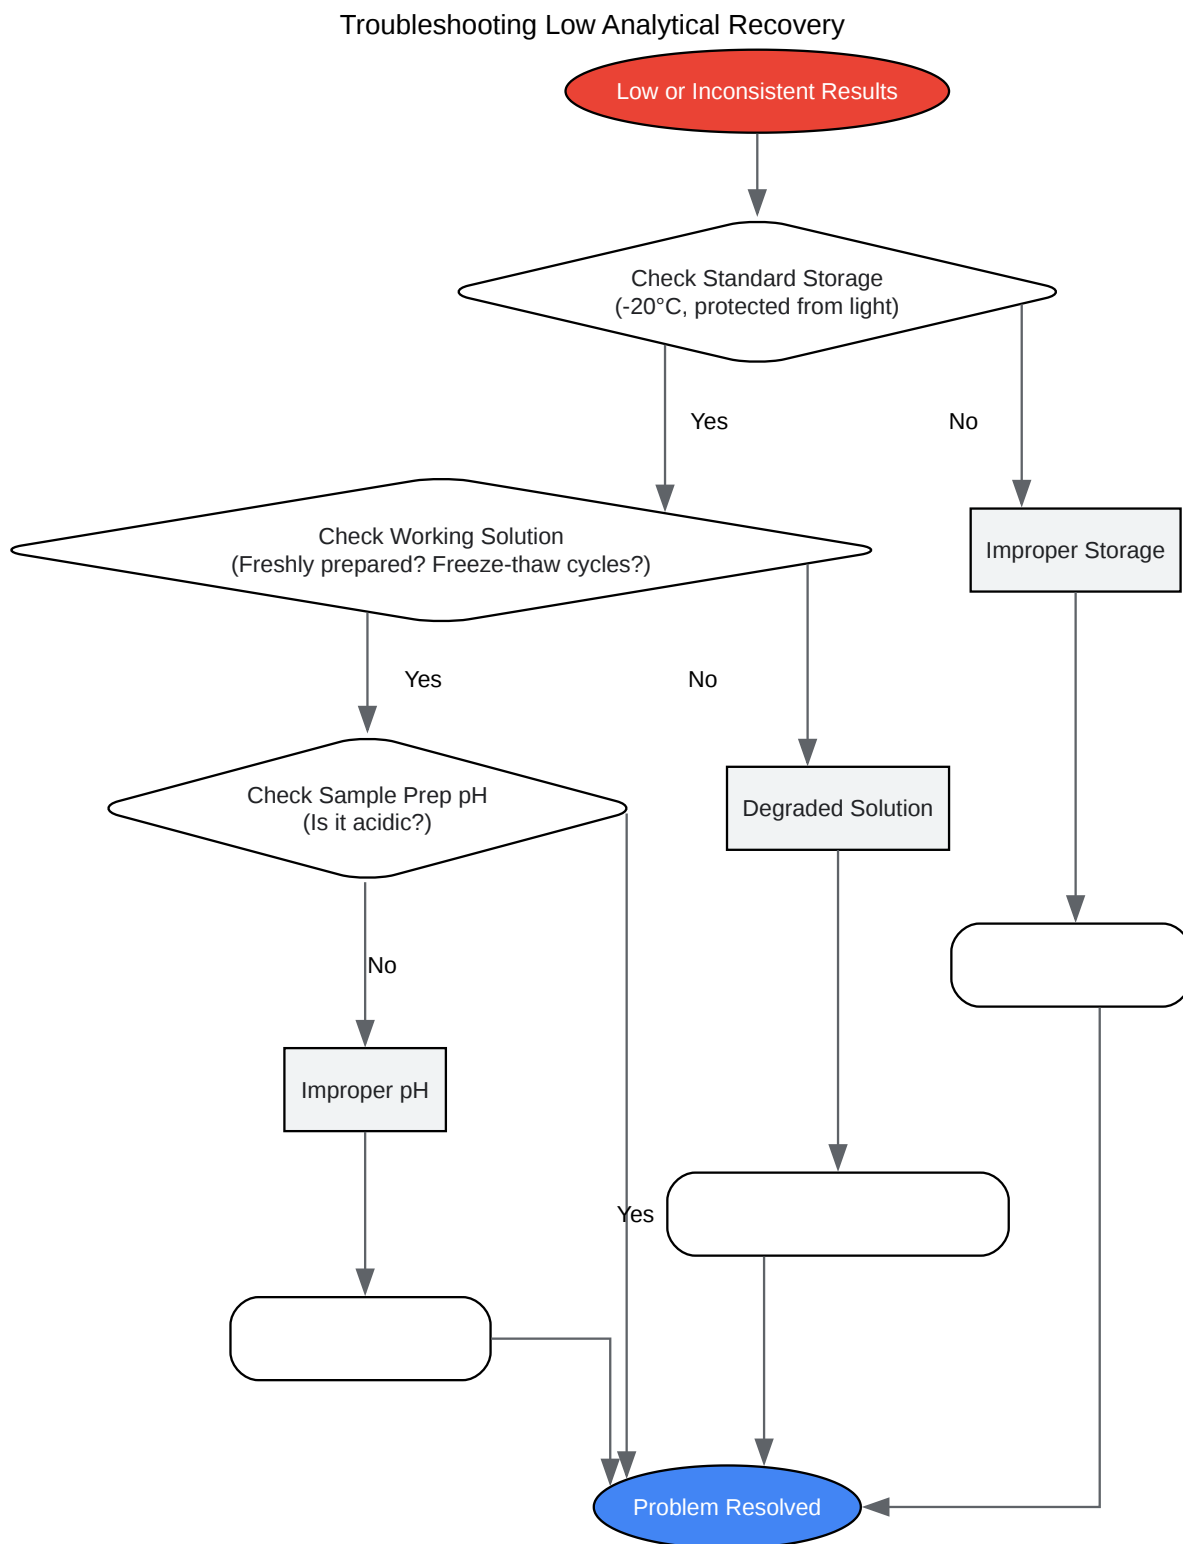 Troubleshooting Low Analytical Recovery
Low or Inconsistent Results
Check Standard Storage
(-20°C, protected from light)
Yes
No
Check Working Solution
(Freshly prepared? Freeze-thaw cycles?)
Improper Storage
Yes
No
Check Sample Prep pH
(Is it acidic?)
Degraded Solution
No
Improper pH
Yes
Problem Resolved